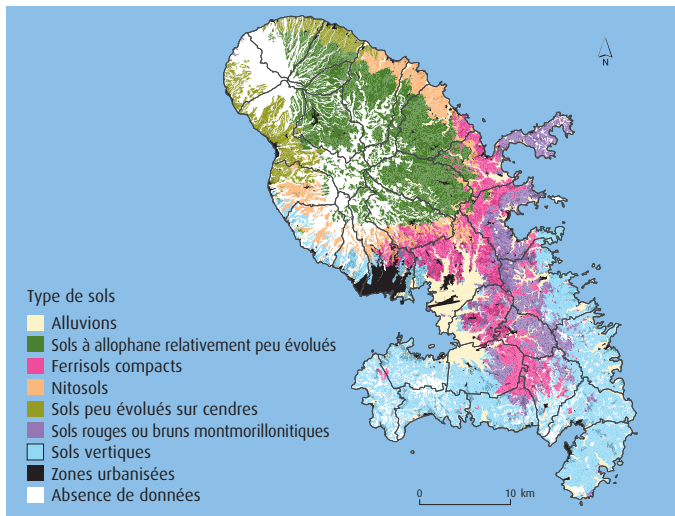 N
Type de sols
Alluvions
Sols à allophane relativement peu évolués
Ferrisols compacts
Nitosols
Sols peu évolués sur cendres
Sols rouges ou bruns montmorillonitiques
Sols vertiques
Zones urbanisées
Absence de données
0 10 km